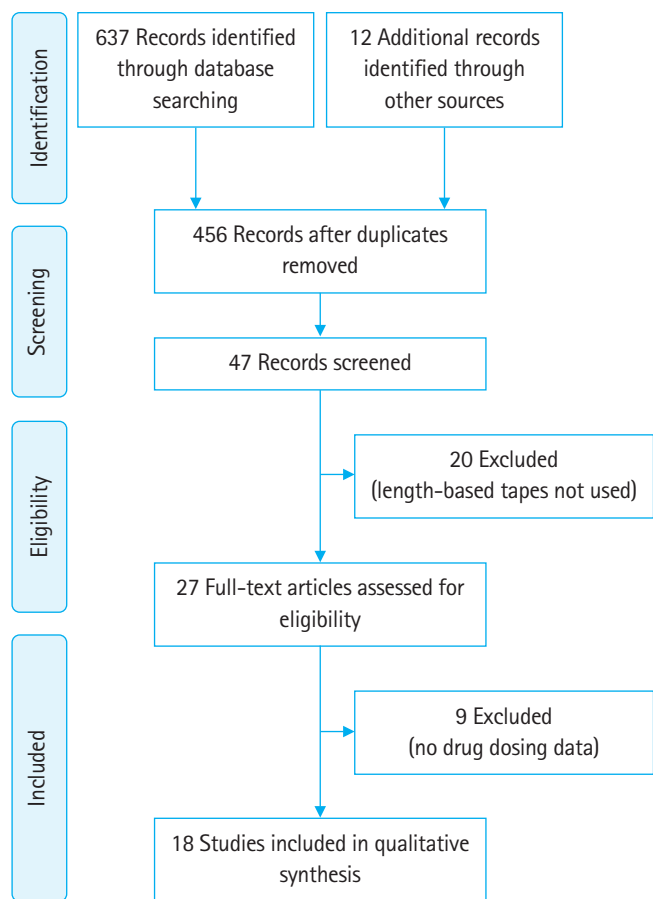 Identification
637 Records identified
through database
searching
12 Additional records
identified through
other sources
Screening
456 Records after duplicates
removed
47 Records screened
Eligibility
20 Excluded
(length-based tapes not used)
27 Full-text articles assessed for
eligibility
Included
9 Excluded
(no drug dosing data)
18 Studies included in qualitative
synthesis